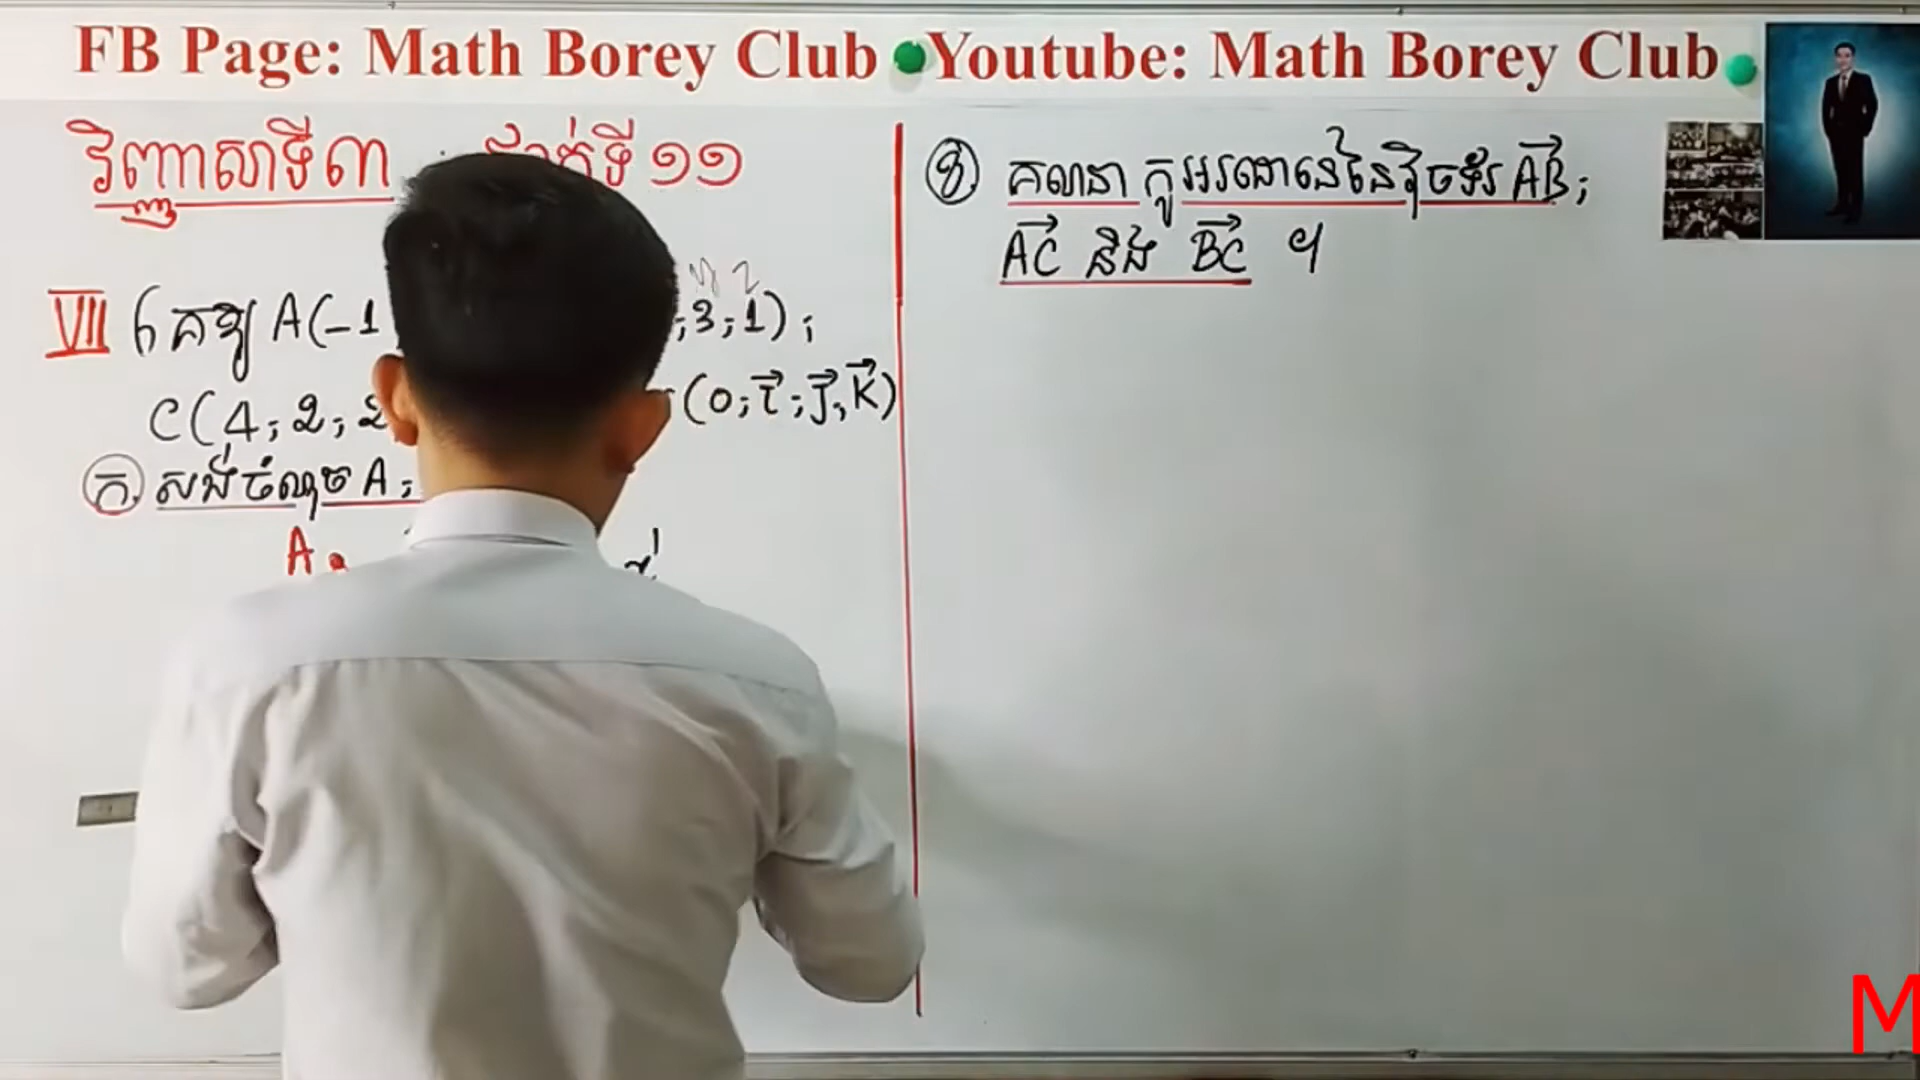 FB Page: Math Borey Club Youtube: Math Borey Club
វិញ្ញាសាទី៣ ថ្នាក់ទី ១១
VII គេឲ្យ A(-1 ;3;1);
C(4;2;2 (0;i;j;k)
ក. សង់ចំណុច A;
A
ខ គណនា កូអរដោនេនៃវ៉ិចទ័រ AB;
AC និង BC ។
M